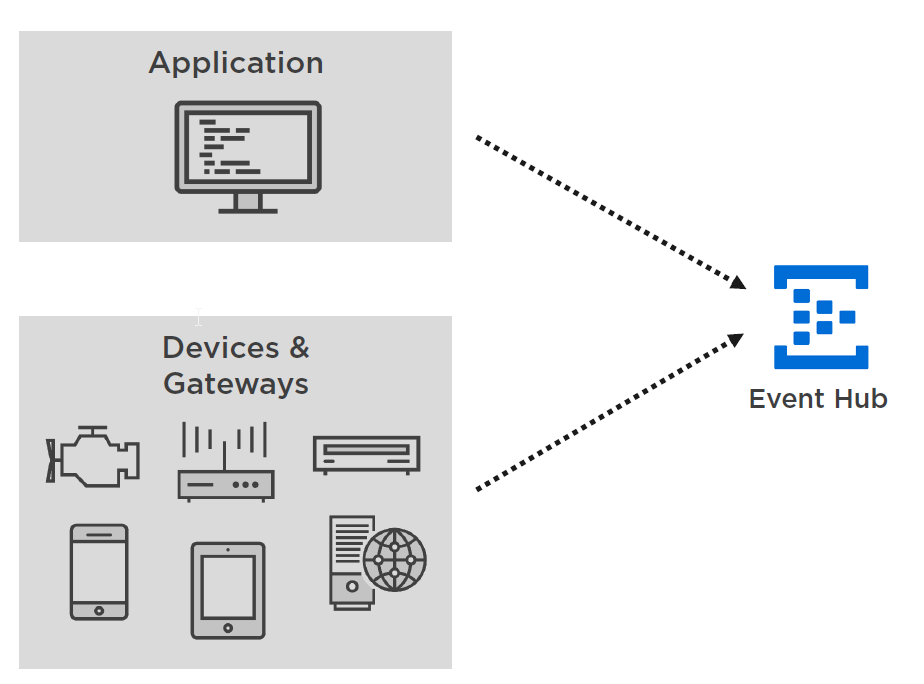 Application
Devices &
Gateways
Event Hub